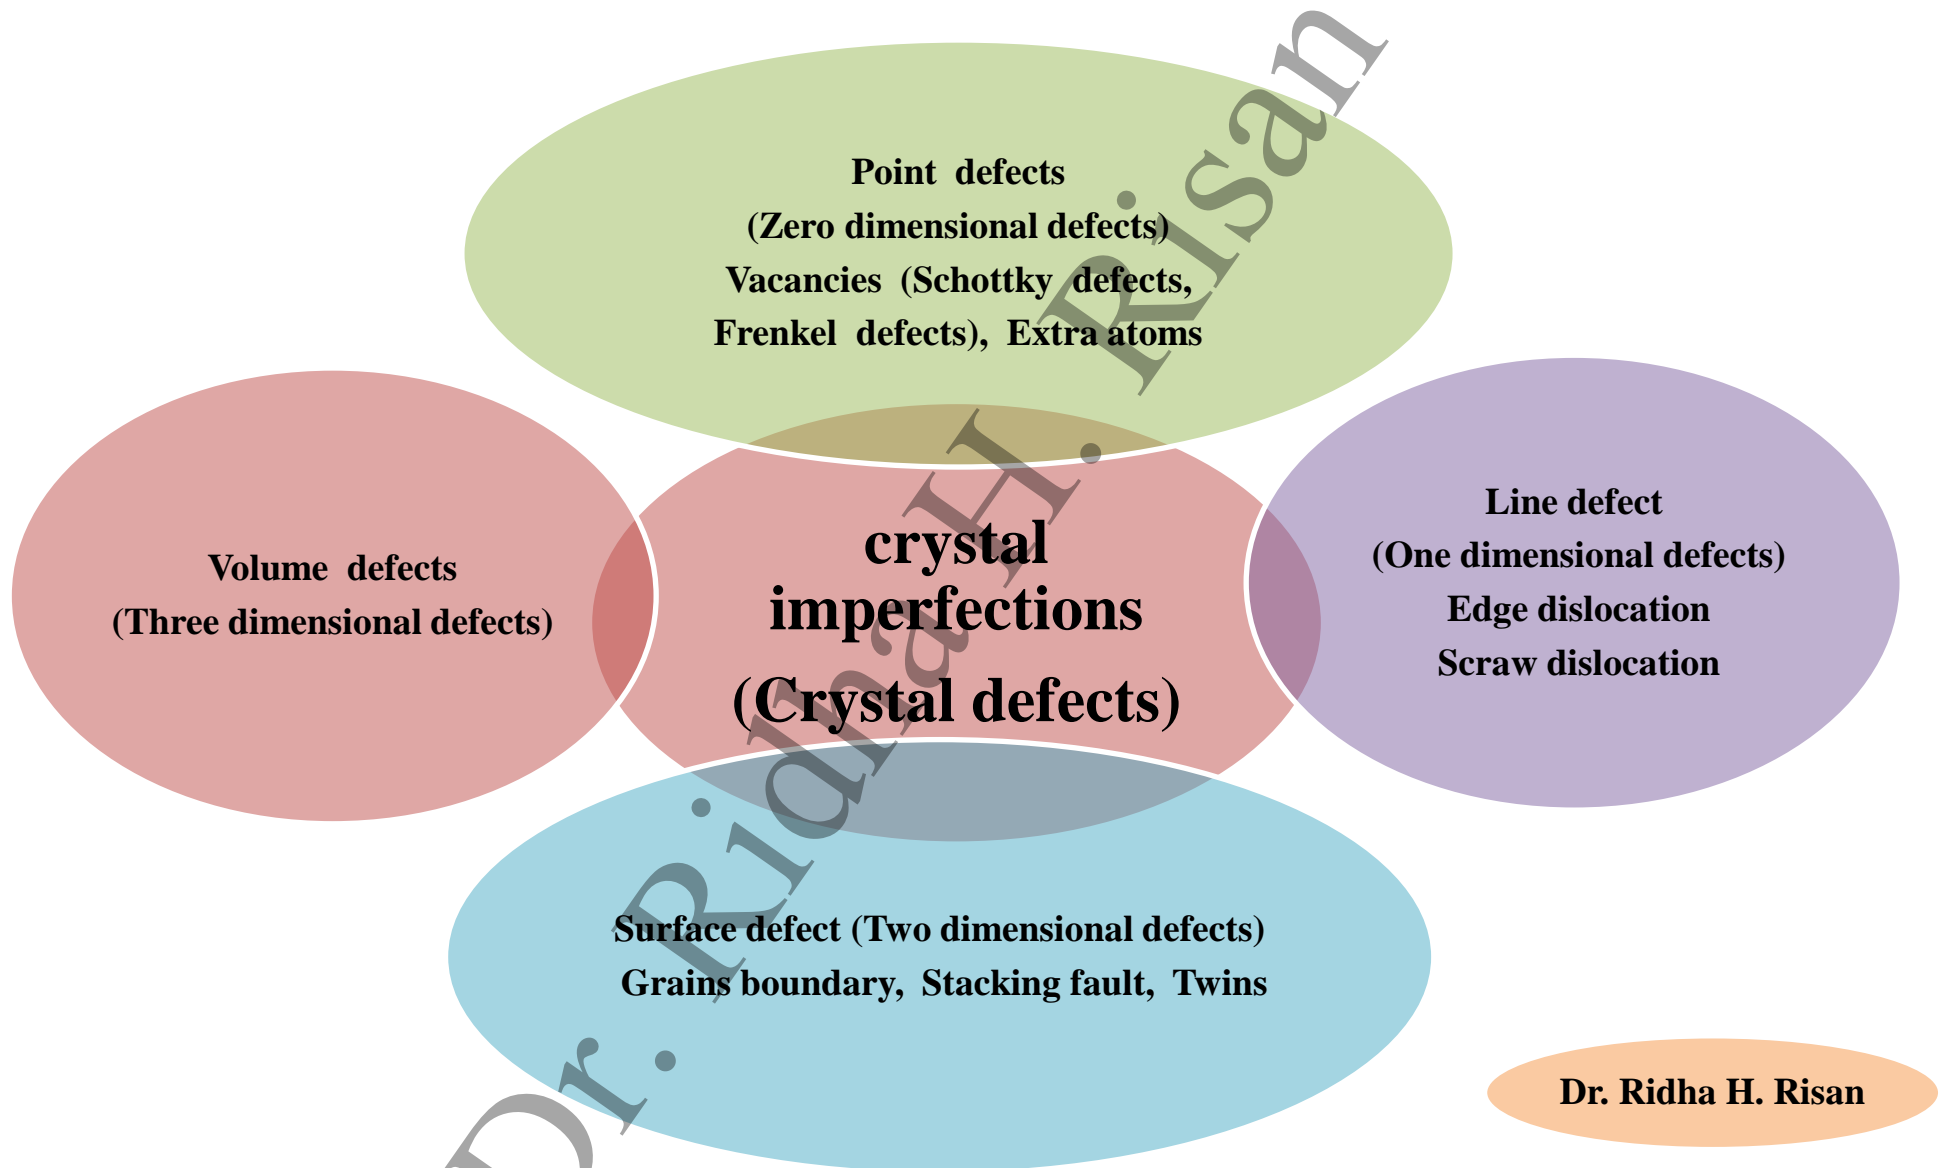 Point defects
(Zero dimensional defects)
Vacancies (Schottky defects,
Frenkel defects), Extra atoms
Volume defects
(Three dimensional defects)
crystal
imperfections
(Crystal defects)
Line defect
(One dimensional defects)
Edge dislocation
Scraw dislocation
Surface defect (Two dimensional defects)
Grains boundary, Stacking fault, Twins
Dr. Ridha H. Risan
Dr. Ridha H. Risan